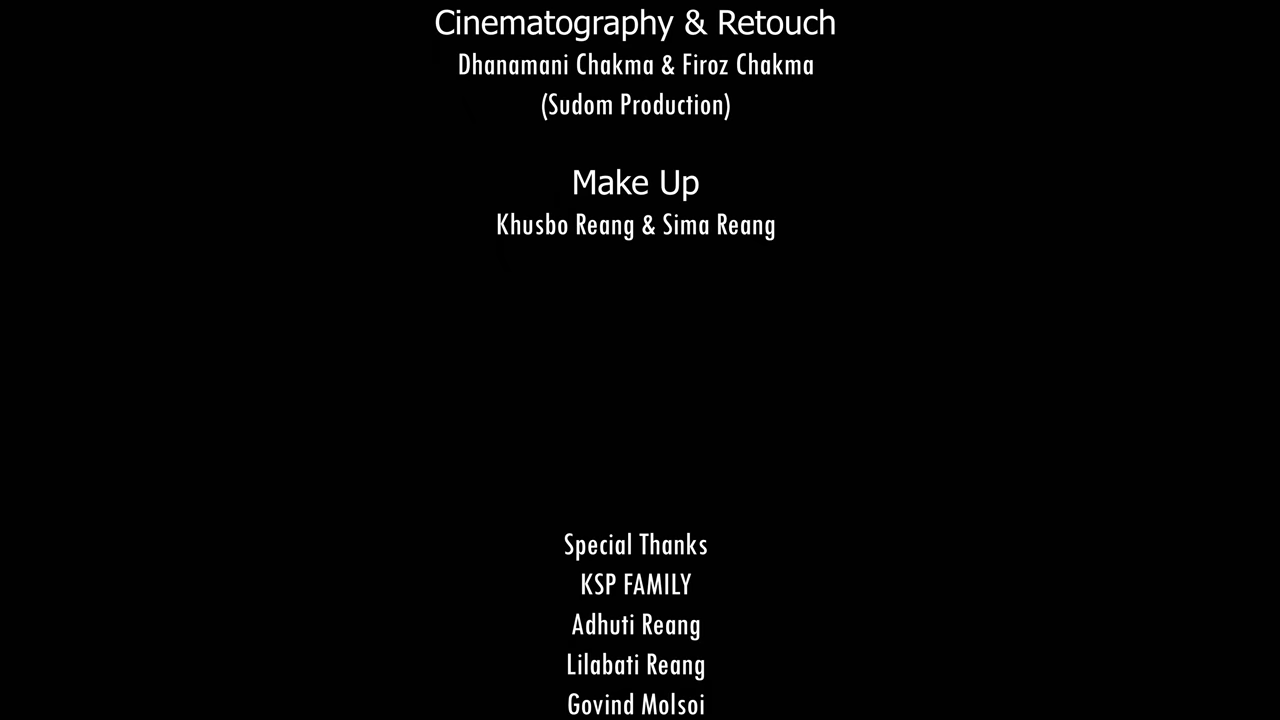 Cinematography & Retouch
Dhanamani Chakma & Firoz Chakma
(Sudom Production)
Make Up
Khusbo Reang & Sima Reang
Special Thanks
KSP FAMILY
Adhuti Reang
Lilabati Reang
Govind Molsoi